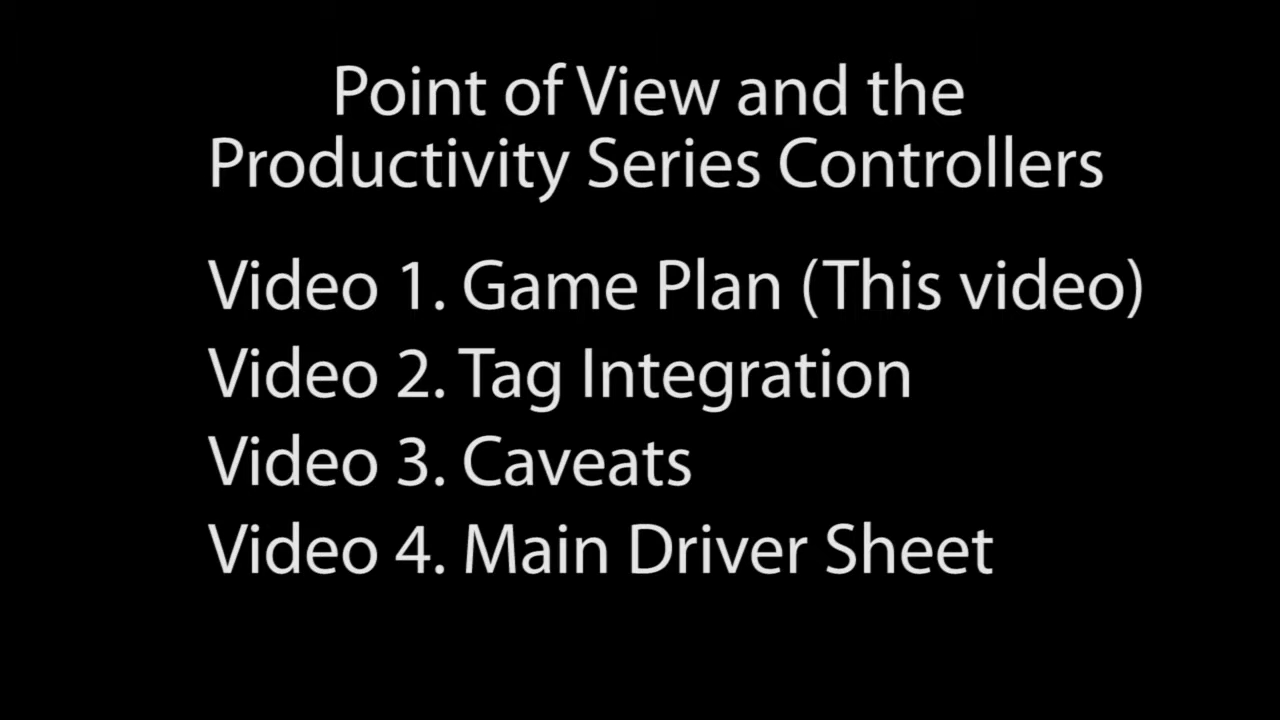 Point of View and the
Productivity Series Controllers
Video 1. Game Plan (This video)
Video 2. Tag Integration
Video 3. Caveats
Video 4. Main Driver Sheet